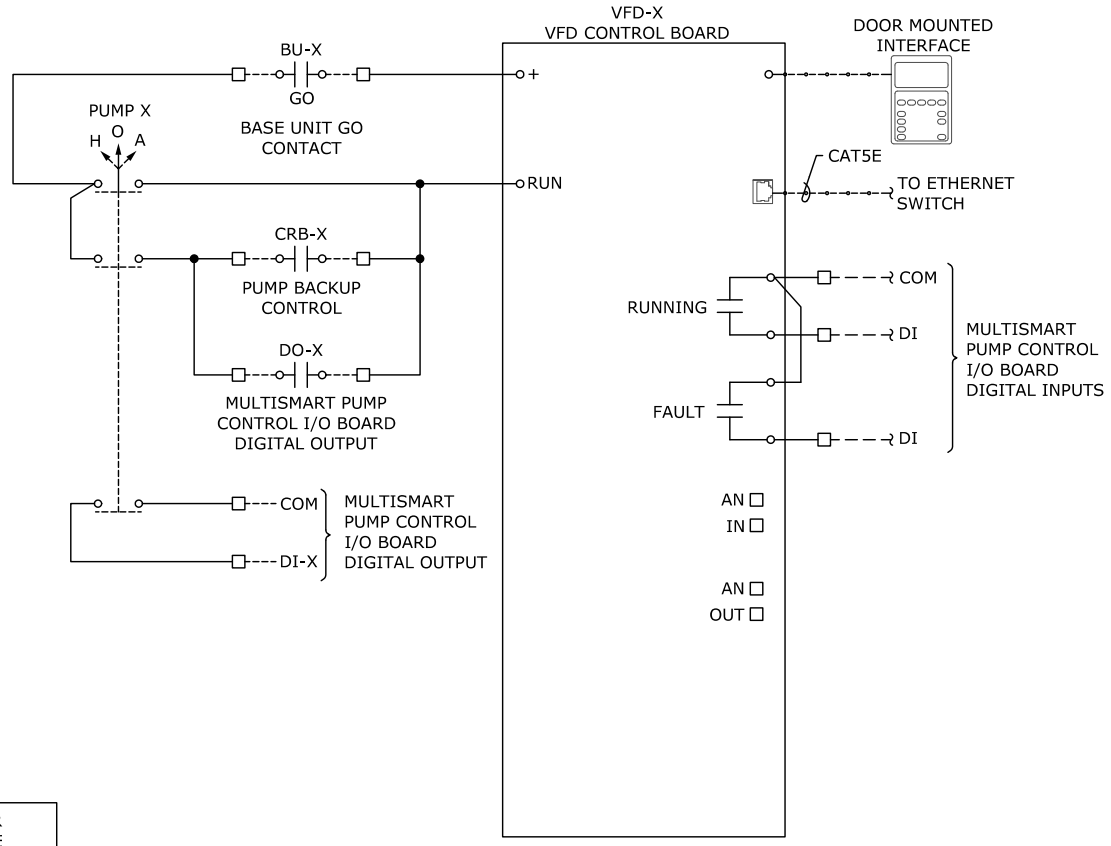 VFD-X
VFD CONTROL BOARD
DOOR MOUNTED
INTERFACE
BU-X
GO
BASE UNIT GO
CONTACT
+
PUMP X
H O A
RUN
CAT5E
TO ETHERNET
SWITCH
CRB-X
PUMP BACKUP
CONTROL
RUNNING
COM
DI
MULTISMART
PUMP CONTROL
I/O BOARD
DIGITAL INPUTS
DO-X
MULTISMART PUMP
CONTROL I/O BOARD
DIGITAL OUTPUT
FAULT
DI
COM
DI-X
MULTISMART
PUMP CONTROL
I/O BOARD
DIGITAL OUTPUT
AN
IN
AN
OUT